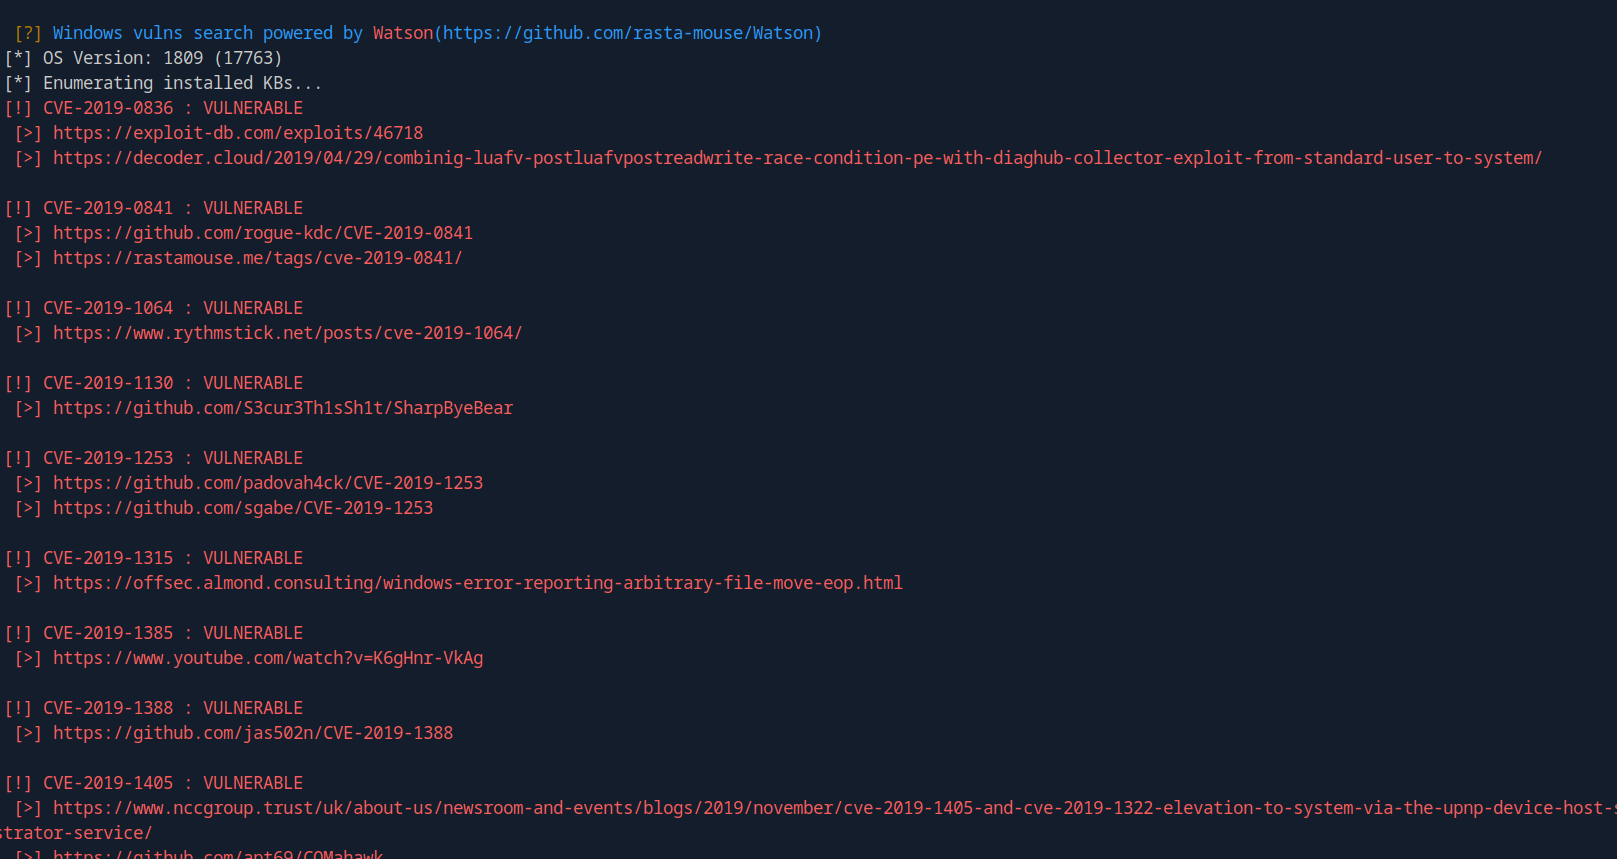 [?] Windows vulns search powered by Watson(https://github.com/rasta-mouse/Watson)
[*] OS Version: 1809 (17763)
[*] Enumerating installed KBs...
[!] CVE-2019-0836 : VULNERABLE
[>] https://exploit-db.com/exploits/46718
[>] https://decoder.cloud/2019/04/29/combinig-luafv-postluafvpostreadwrite-race-condition-pe-with-diaghub-collector-exploit-from-standard-user-to-system/
[!] CVE-2019-0841 : VULNERABLE
[>] https://github.com/rogue-kdc/CVE-2019-0841
[>] https://rastamouse.me/tags/cve-2019-0841/
[!] CVE-2019-1064 : VULNERABLE
[>] https://www.rythmstick.net/posts/cve-2019-1064/
[!] CVE-2019-1130 : VULNERABLE
[>] https://github.com/S3cur3Th1sSh1t/SharpByeBear
[!] CVE-2019-1253 : VULNERABLE
[>] https://github.com/padovah4ck/CVE-2019-1253
[>] https://github.com/sgabe/CVE-2019-1253
[!] CVE-2019-1315 : VULNERABLE
[>] https://offsec.almond.consulting/windows-error-reporting-arbitrary-file-move-eop.html
[!] CVE-2019-1385 : VULNERABLE
[>] https://www.youtube.com/watch?v=K6gHnr-VkAg
[!] CVE-2019-1388 : VULNERABLE
[>] https://github.com/jas502n/CVE-2019-1388
[!] CVE-2019-1405 : VULNERABLE
[>] https://www.nccgroup.trust/uk/about-us/newsroom-and-events/blogs/2019/november/cve-2019-1405-and-cve-2019-1322-elevation-to-system-via-the-upnp-device-host-s
strator-service/
[>] https://github.com/apt69/COMahawk